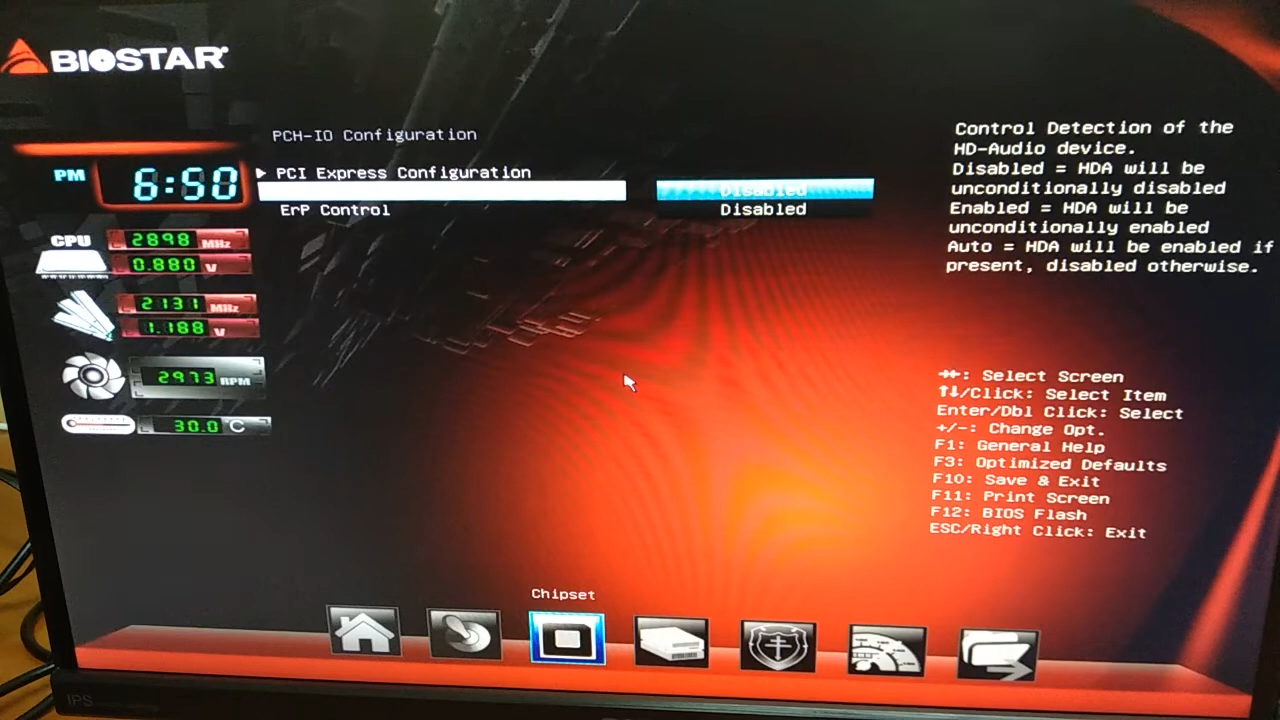 BIOSTAR
PCH-IO Configuration
PM 6:50
PCI Express Configuration
Disabled
ErP Control Disabled
CPU 2898 MHz
0.880 V
2131 MHz
1.188 V
2973 RPM
30.0 °C
Control Detection of the
HD-Audio device.
Disabled = HDA will be
unconditionally disabled
Enabled = HDA will be
unconditionally enabled
Auto = HDA will be enabled if
present, disabled otherwise.
: Select Screen
↑↓/Click: Select Item
Enter/Dbl Click: Select
+/-: Change Opt.
F1: General Help
F3: Optimized Defaults
F10: Save & Exit
F11: Print Screen
F12: BIOS Flash
ESC/Right Click: Exit
Chipset
IPS